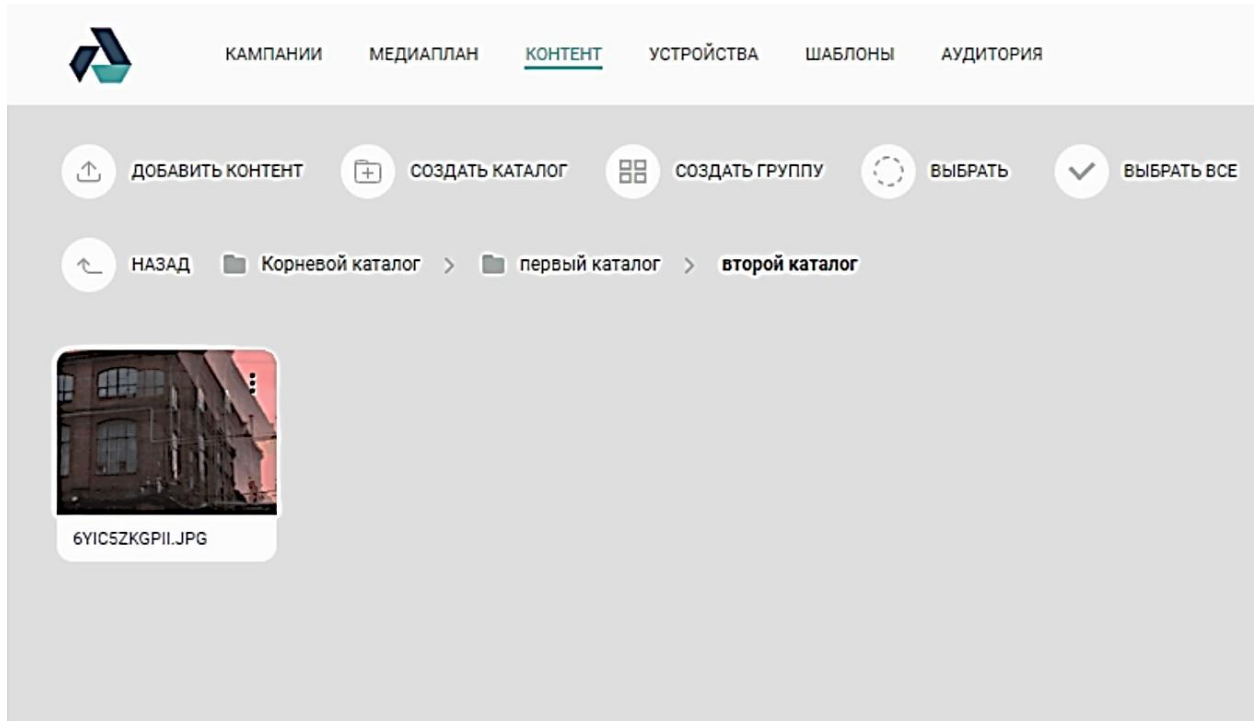 КАМПАНИИ МЕДИАПЛАН КОНТЕНТ УСТРОЙСТВА ШАБЛОНЫ АУДИТОРИЯ
ДОБАВИТЬ КОНТЕНТ СОЗДАТЬ КАТАЛОГ СОЗДАТЬ ГРУППУ ВЫБРАТЬ ВЫБРАТЬ ВСЕ
НАЗАД Корневой каталог > первый каталог > второй каталог
6YIC5ZKGPII.JPG